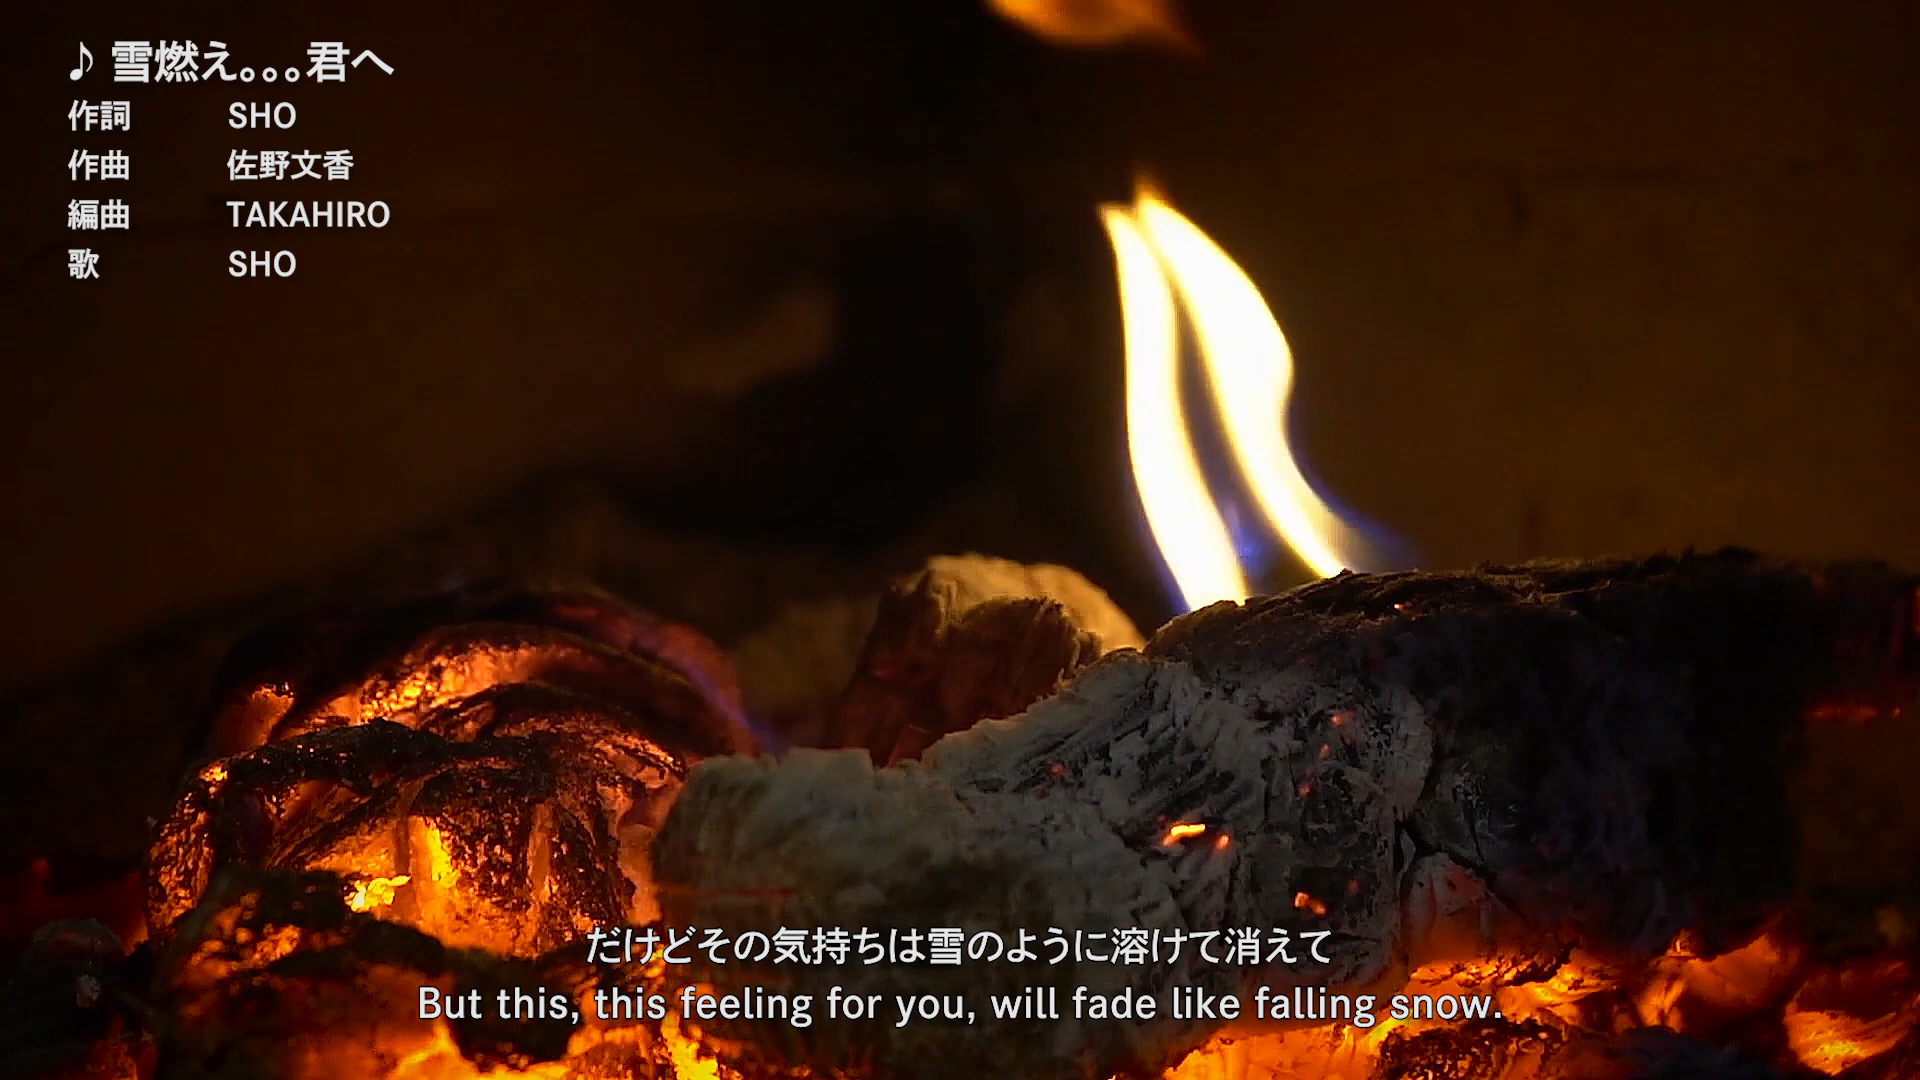 ♪ 雪燃え。。。君へ
作詞 SHO
作曲 佐野文香
編曲 TAKAHIRO
歌 SHO
だけどその気持ちは雪のように溶けて消えて
But this, this feeling for you, will fade like falling snow.